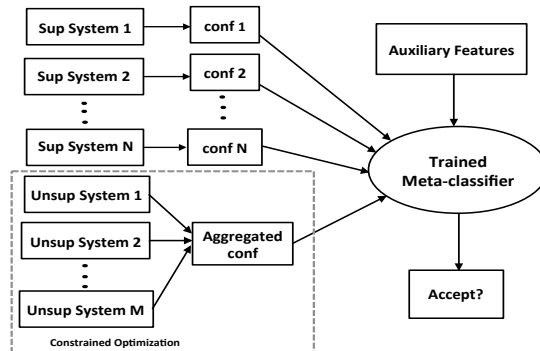 Sup System 1
conf 1
Auxiliary Features
Sup System 2
conf 2
Sup System N
conf N
Trained
Meta-classifier
Unsup System 1
Unsup System 2
Aggregated
conf
Unsup System M
Accept?
Constrained Optimization